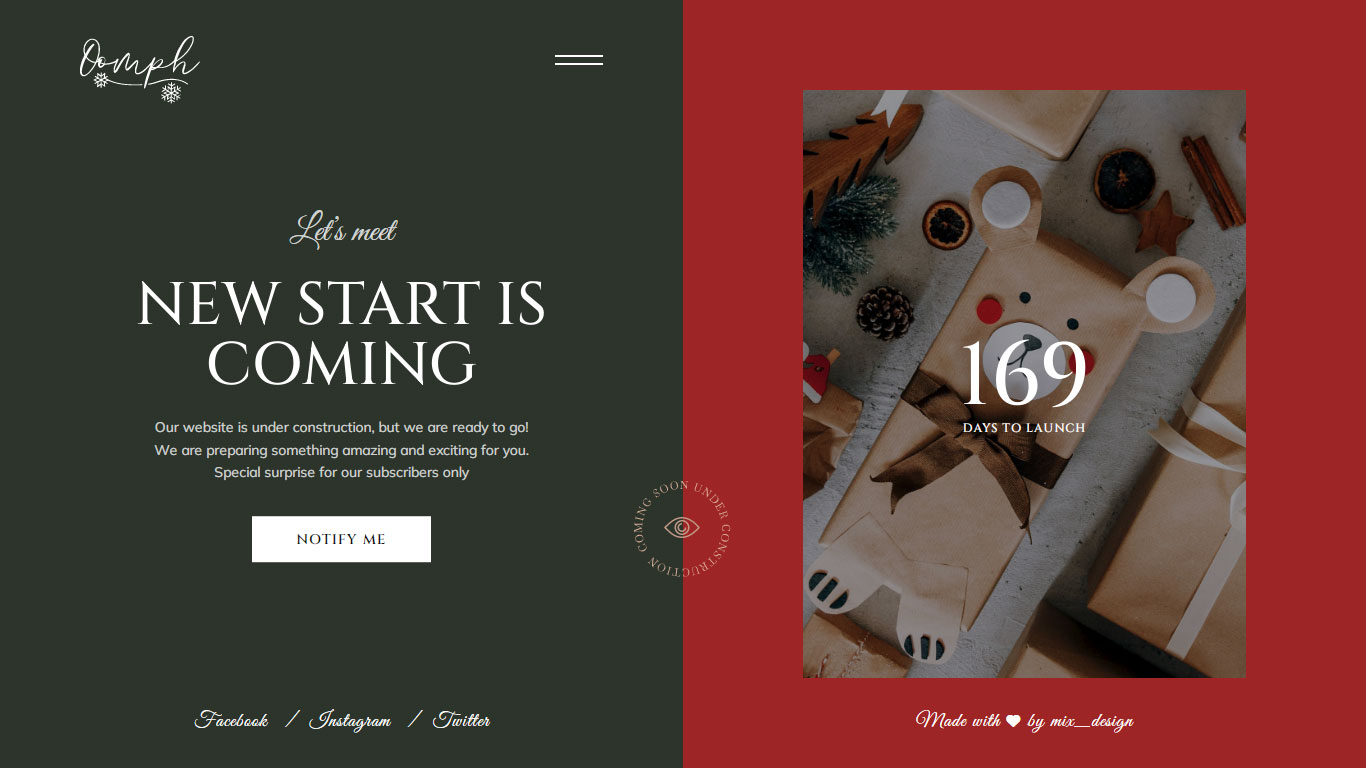 Oomph
Let's meet
NEW START IS
COMING
Our website is under construction, but we are ready to go!
We are preparing something amazing and exciting for you.
Special surprise for our subscribers only
NOTIFY ME
Facebook / Instagram / Twitter
COMING SOON UNDER CONSTRUCTION
169
DAYS TO LAUNCH
Made with ♥ by mix_design